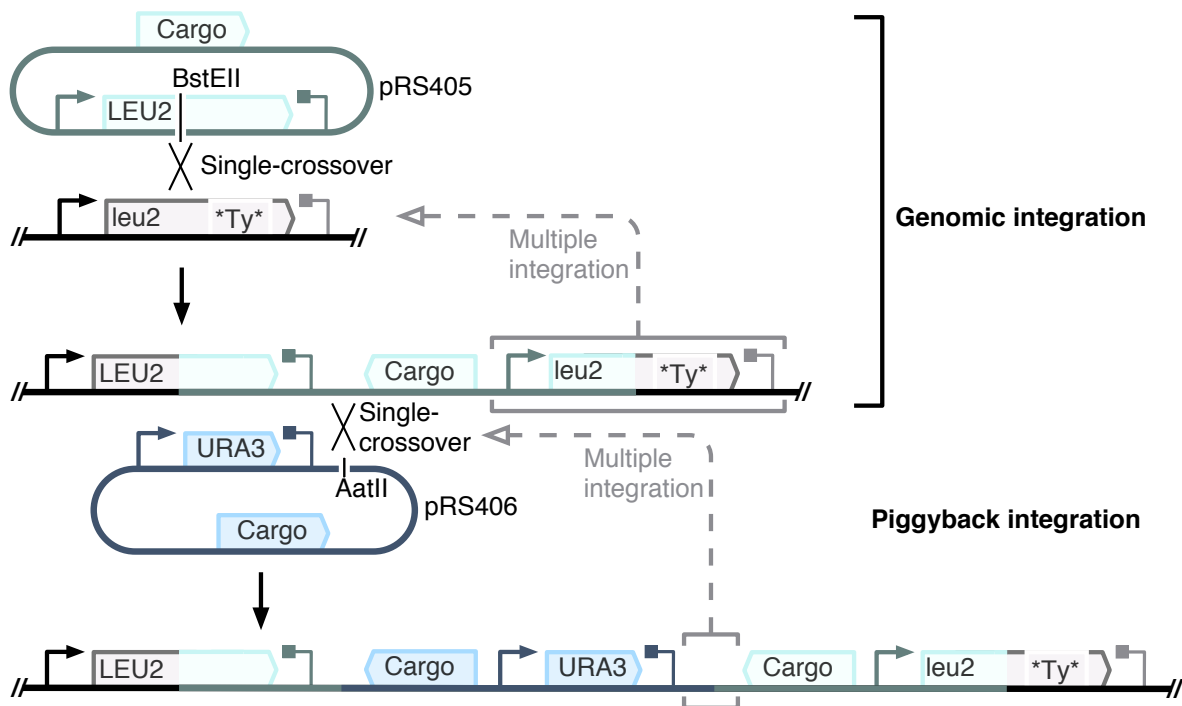 Cargo
BstEII
pRS405
LEU2
Single-crossover
leu2
*Ty*
Multiple
integration
Genomic integration
LEU2
Cargo
leu2
*Ty*
Single-
crossover
URA3
AatII
Multiple
integration
pRS406
Cargo
Piggyback integration
LEU2
Cargo
URA3
Cargo
leu2
*Ty*
//
//
//
//
//
//